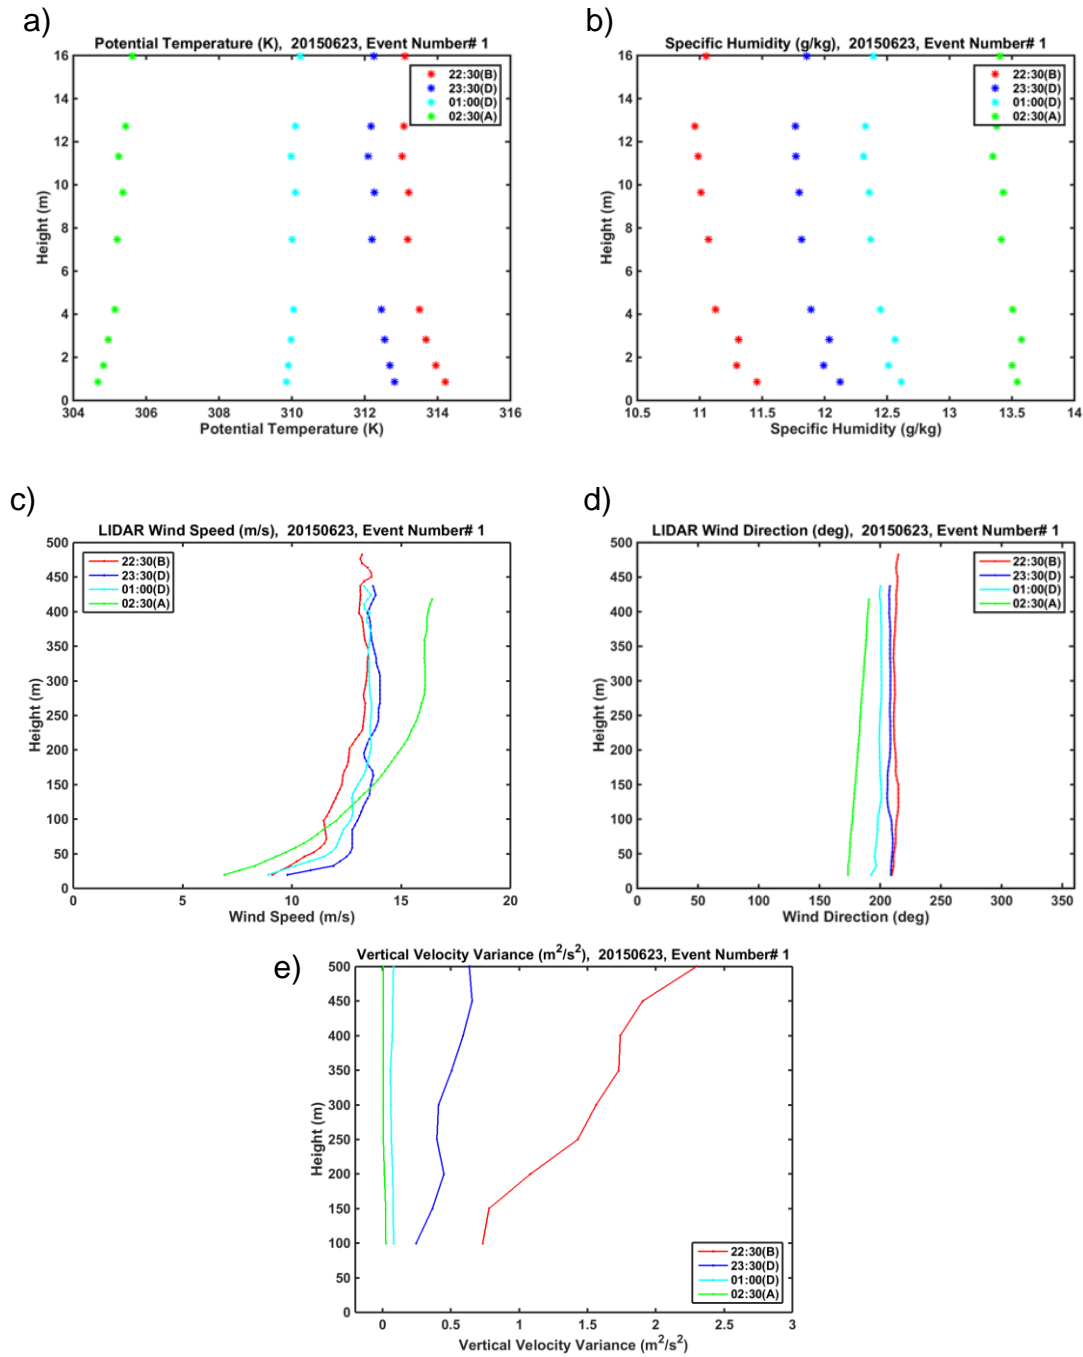 a)
Potential Temperature (K),  20150623, Event Number# 1
16
14
12
10
8
6
4
2
0
Height (m)
22:30(B)
23:30(D)
01:00(D)
02:30(A)
304 306 308 310 312 314 316
Potential Temperature (K)
b)
Specific Humidity (g/kg),  20150623, Event Number# 1
16
14
12
10
8
6
4
2
0
Height (m)
22:30(B)
23:30(D)
01:00(D)
02:30(A)
10.5 11 11.5 12 12.5 13 13.5 14
Specific Humidity (g/kg)
c)
LIDAR Wind Speed (m/s),  20150623, Event Number# 1
500
450
400
350
300
250
200
150
100
50
0
Height (m)
22:30(B)
23:30(D)
01:00(D)
02:30(A)
0 5 10 15 20
Wind Speed (m/s)
d)
LIDAR Wind Direction (deg),  20150623, Event Number# 1
500
450
400
350
300
250
200
150
100
50
0
Height (m)
22:30(B)
23:30(D)
01:00(D)
02:30(A)
0 50 100 150 200 250 300 350
Wind Direction (deg)
e)
Vertical Velocity Variance (m²/s²),  20150623, Event Number# 1
500
450
400
350
300
250
200
150
100
50
0
Height (m)
22:30(B)
23:30(D)
01:00(D)
02:30(A)
0 0.5 1 1.5 2 2.5 3
Vertical Velocity Variance (m²/s²)